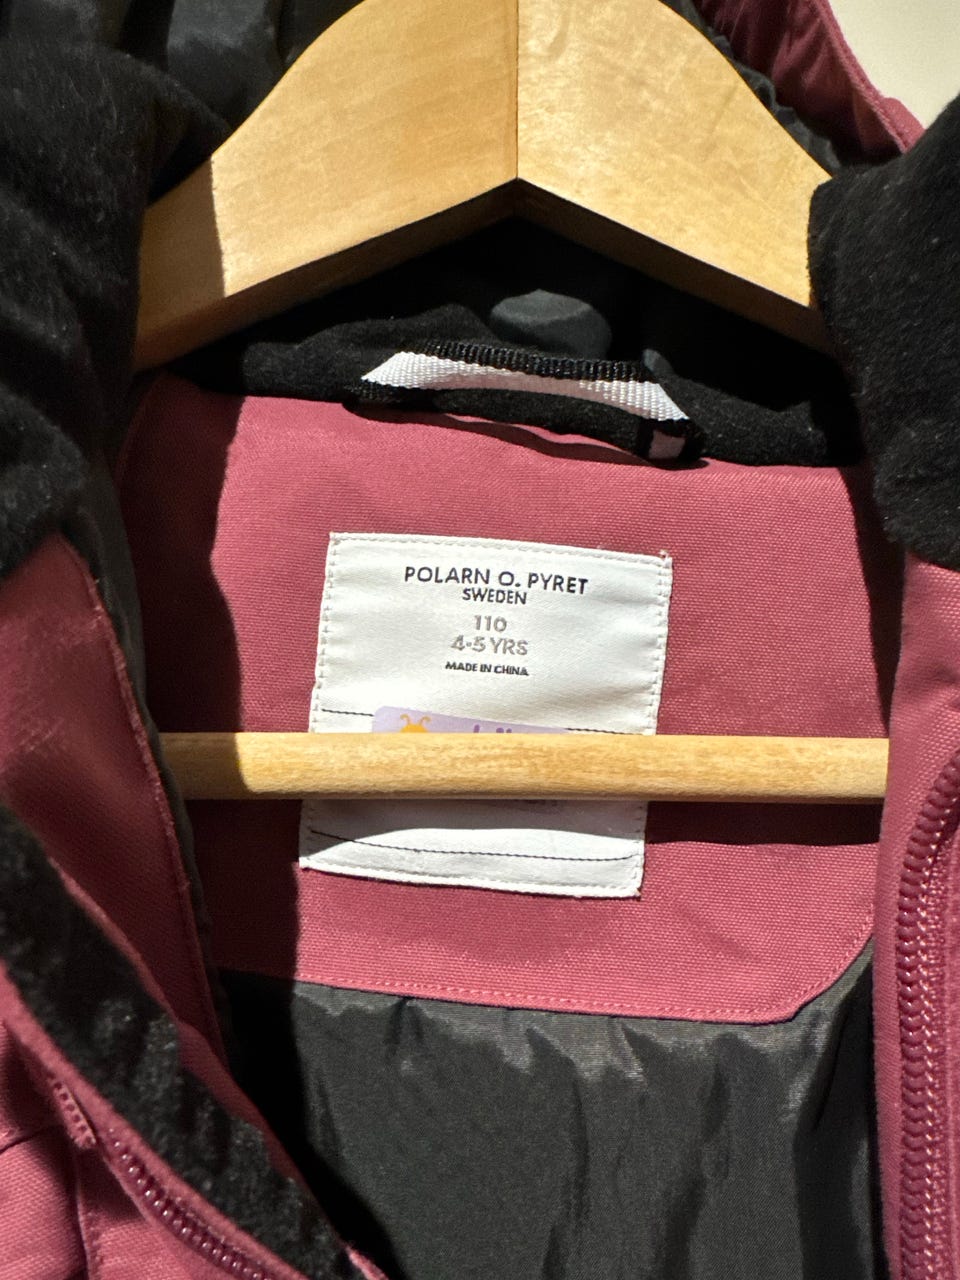 POLARN O. PYRET
SWEDEN
110
4-5 YRS
MADE IN CHINA